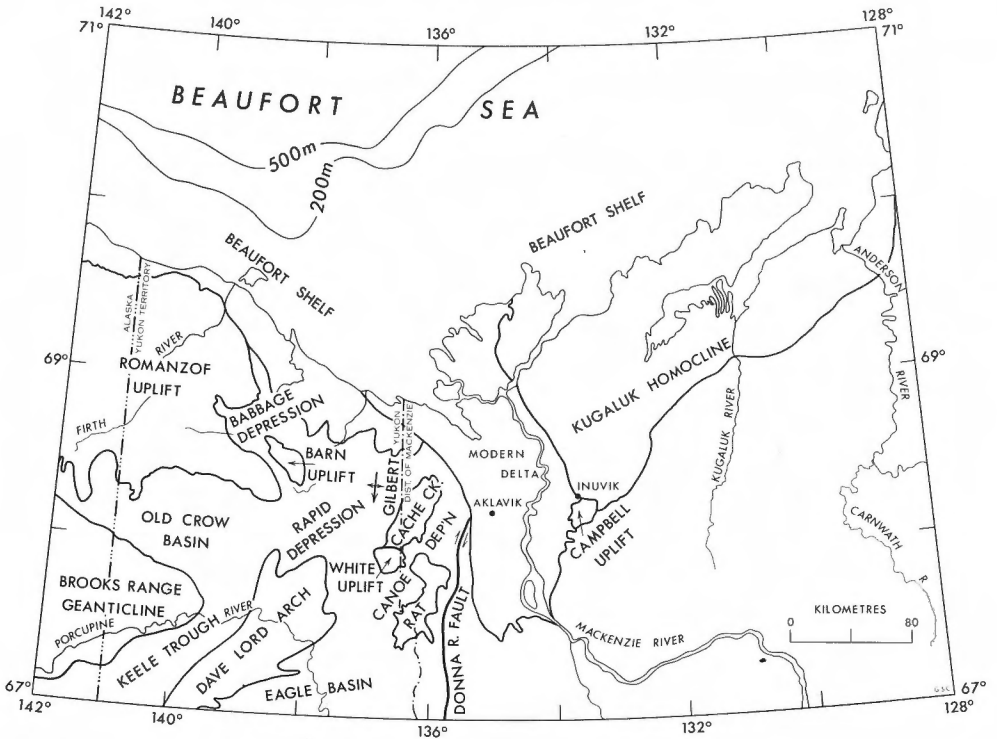 142°
140°
136°
132°
128°
71°
71°
BEAUFORT SEA
500m
200m
BEAUFORT SHELF
BEAUFORT SHELF
ANDERSON
RIVER
ALASKA
YUKON TERRITORY
69°
69°
RIVER
FIRTH
ROMANZOF
UPLIFT
BABBAGE
DEPRESSION
KUGALUK HOMOCLINE
KUGALUK RIVER
BARN
UPLIFT
YUKON
DIST. OF MACKENZIE
MODERN
DELTA
INUVIK
AKLAVIK
CAMPBELL
UPLIFT
GILBERT
CACHE CK.
OLD CROW
BASIN
RAPID
DEPRESSION
DEP'N
CARNWATH
R
WHITE
UPLIFT
CANOE
RAT
BROOKS RANGE
GEANTICLINE
PORCUPINE
RIVER
KEELE TROUGH
DAVE LORD ARCH
EAGLE BASIN
DONNA R. FAULT
MACKENZIE RIVER
KILOMETRES
0 80
GSC
67°
67°
142°
140°
136°
132°
128°